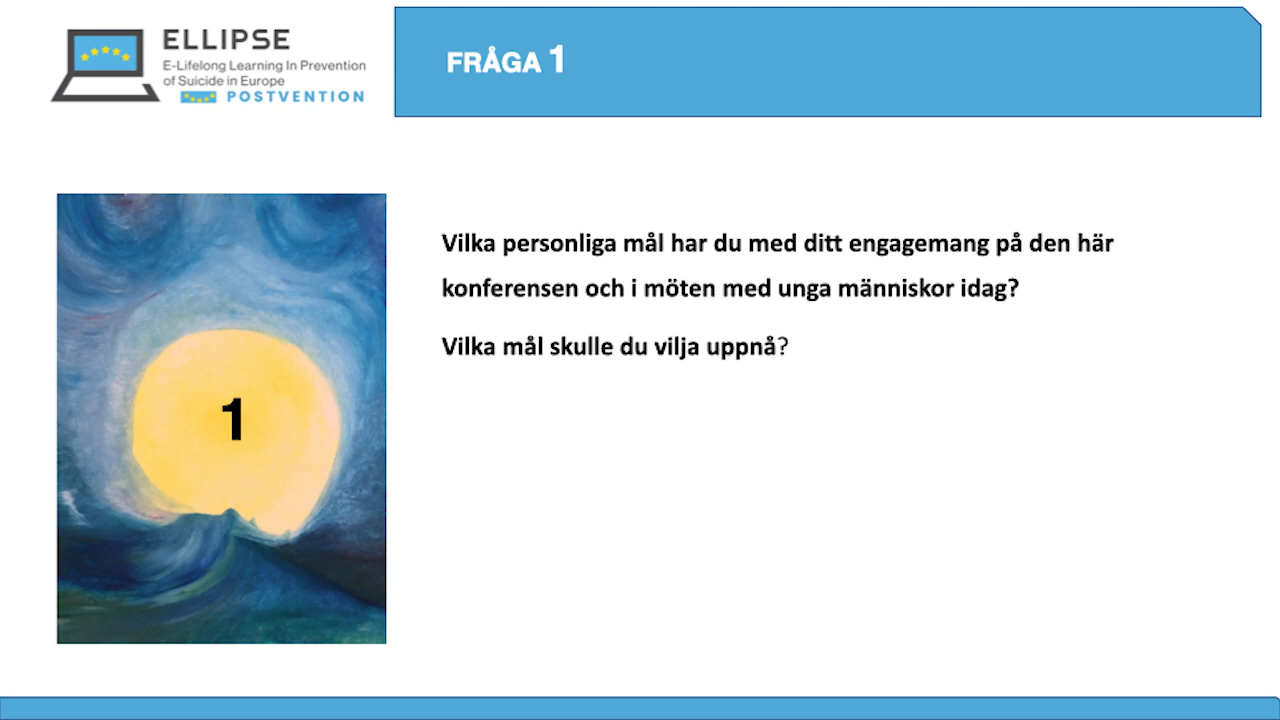 ELLIPSE
E-Lifelong Learning In Prevention
of Suicide in Europe
POSTVENTION
FRÅGA 1
1
Vilka personliga mål har du med ditt engagemang på den här
konferensen och i möten med unga människor idag?
Vilka mål skulle du vilja uppnå?